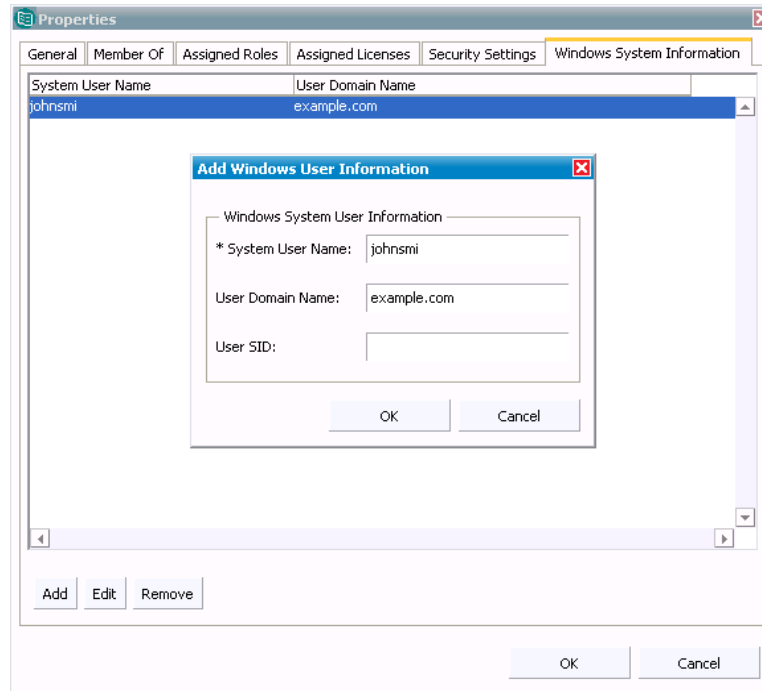 Properties
General Member Of Assigned Roles Assigned Licenses Security Settings Windows System Information
System User Name User Domain Name
johnsmi example.com
Add Windows User Information
Windows System User Information
* System User Name: johnsmi
User Domain Name: example.com
User SID:
OK Cancel
Add Edit Remove
OK Cancel